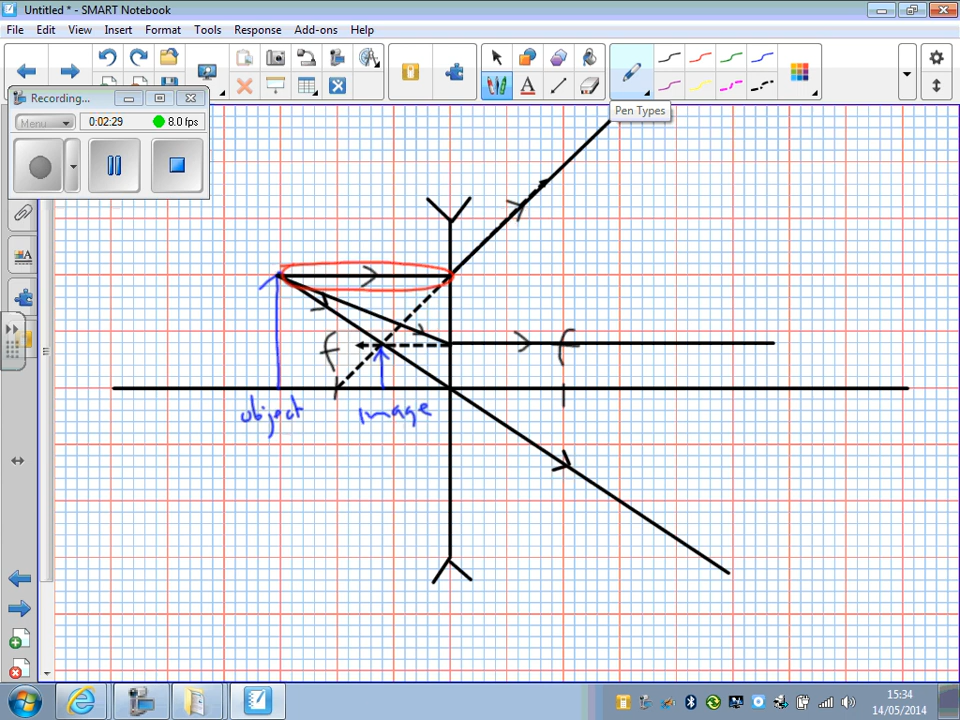 Untitled * - SMART Notebook
File Edit View Insert Format Tools Response Add-ons Help
Recording...
Menu 0:02:29 8.0 fps
Pen Types
f f
object image
15:34
14/05/2014